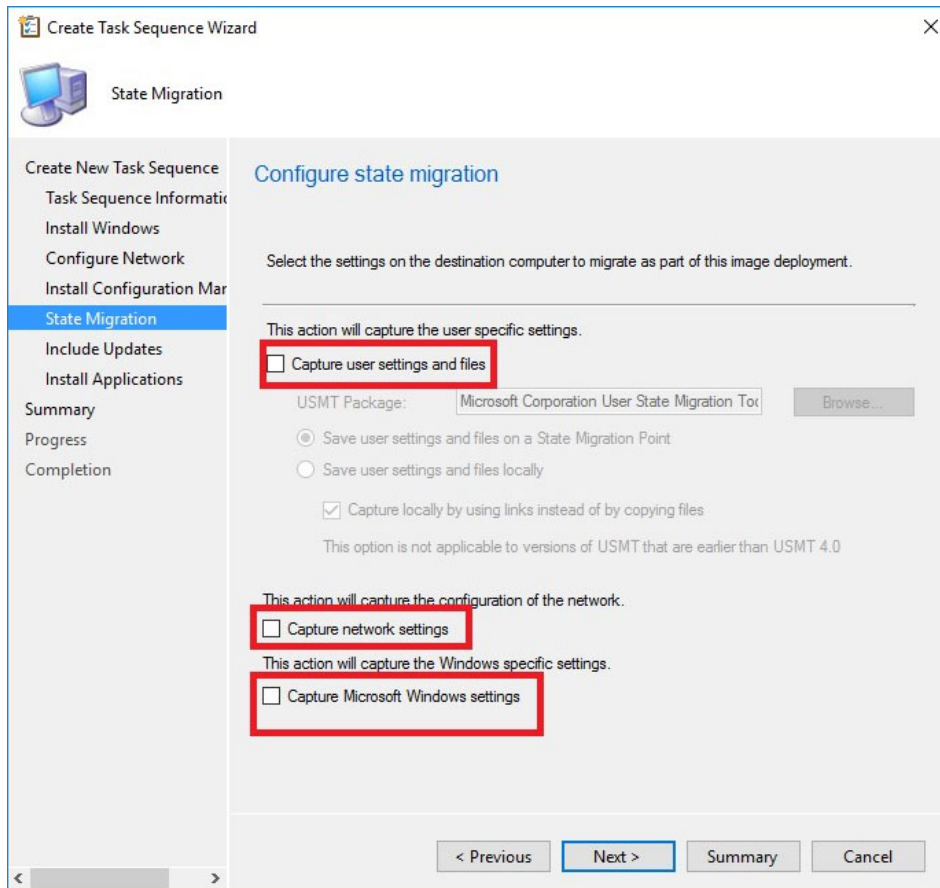 Create Task Sequence Wizard
State Migration
Create New Task Sequence
Task Sequence Informatic
Install Windows
Configure Network
Install Configuration Mar
State Migration
Include Updates
Install Applications
Summary
Progress
Completion
Configure state migration
Select the settings on the destination computer to migrate as part of this image deployment.
This action will capture the user specific settings.
Capture user settings and files
USMT Package: Microsoft Corporation User State Migration Too Browse...
Save user settings and files on a State Migration Point
Save user settings and files locally
Capture locally by using links instead of by copying files
This option is not applicable to versions of USMT that are earlier than USMT 4.0
This action will capture the configuration of the network.
Capture network settings
This action will capture the Windows specific settings.
Capture Microsoft Windows settings
< Previous Next > Summary Cancel